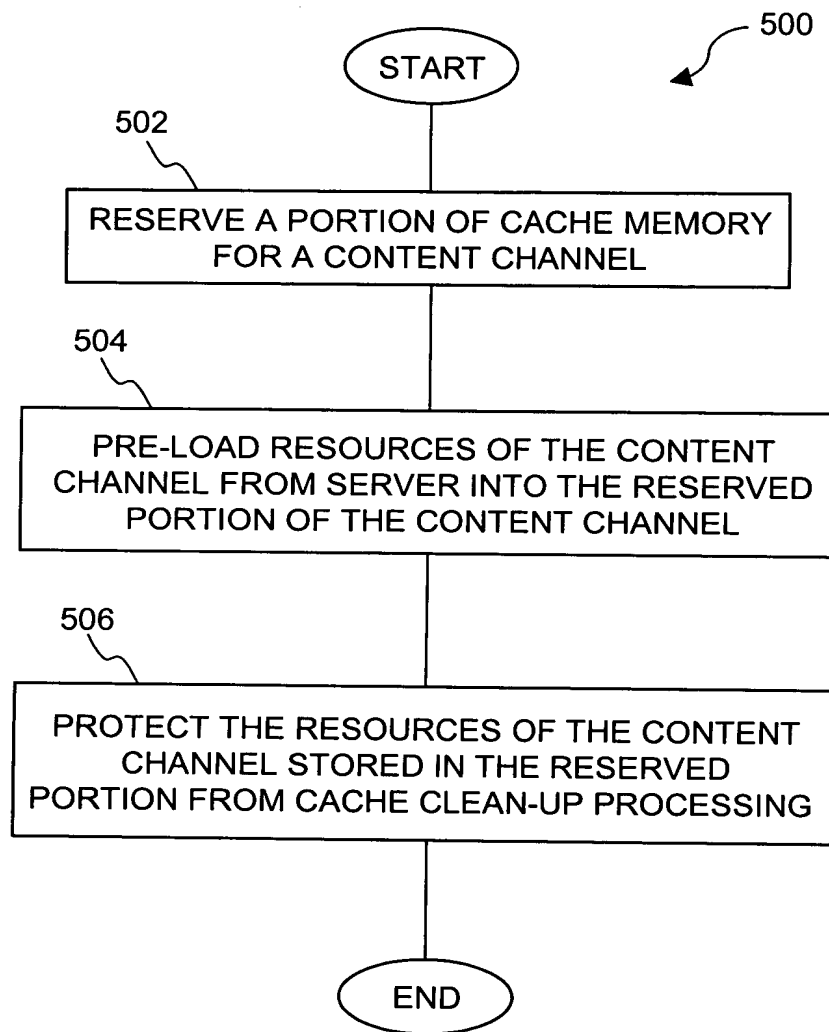 500
START
502
RESERVE A PORTION OF CACHE MEMORY
FOR A CONTENT CHANNEL
504
PRE-LOAD RESOURCES OF THE CONTENT
CHANNEL FROM SERVER INTO THE RESERVED
PORTION OF THE CONTENT CHANNEL
506
PROTECT THE RESOURCES OF THE CONTENT
CHANNEL STORED IN THE RESERVED
PORTION FROM CACHE CLEAN-UP PROCESSING
END